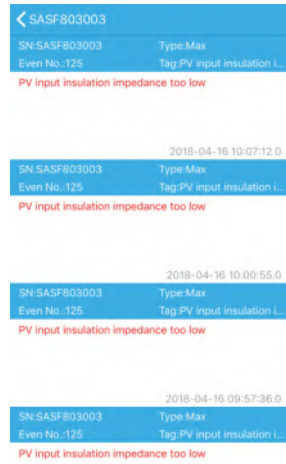 SASF803003
SN:SASF803003 Type:Max
Even No.:125 Tag:PV input insulation i...
PV input insulation impedance too low
2018-04-16 10:07:12.0
SN:SASF803003 Type:Max
Even No.:125 Tag:PV input insulation i...
PV input insulation impedance too low
2018-04-16 10:00:55.0
SN:SASF803003 Type:Max
Even No.:125 Tag:PV input insulation i...
PV input insulation impedance too low
2018-04-16 09:57:36.0
SN:SASF803003 Type:Max
Even No.:125 Tag:PV input insulation i...
PV input insulation impedance too low